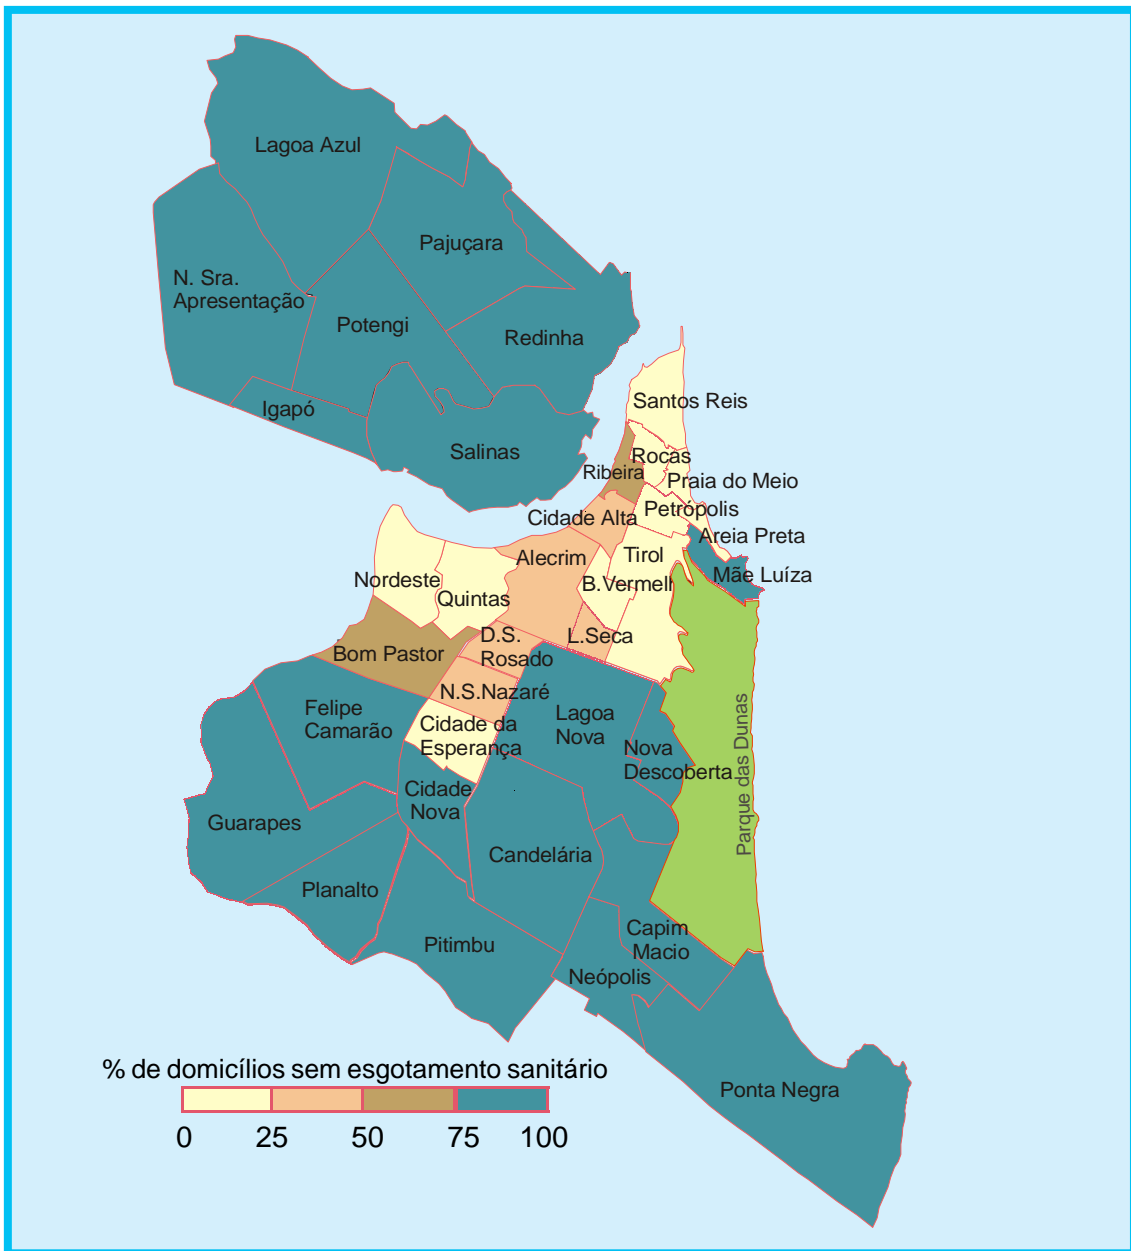 Lagoa Azul
Pajuçara
N. Sra.
Apresentação
Potengi
Redinha
Igapó
Salinas
Santos Reis
Rocas
Ribeira
Praia do Meio
Petrópolis
Cidade Alta
Areia Preta
Tirol
Alecrim
Mãe Luíza
Nordeste
B.Vermelh
Quintas
L.Seca
D.S.
Rosado
Bom Pastor
N.S.Nazaré
Felipe
Camarão
Cidade da
Esperança
Lagoa
Nova
Nova
Descoberta
Parque das Dunas
Cidade
Nova
Guarapes
Candelária
Planalto
Pitimbu
Capim
Macio
Neópolis
Ponta Negra
% de domicílios sem esgotamento sanitário
0 25 50 75 100